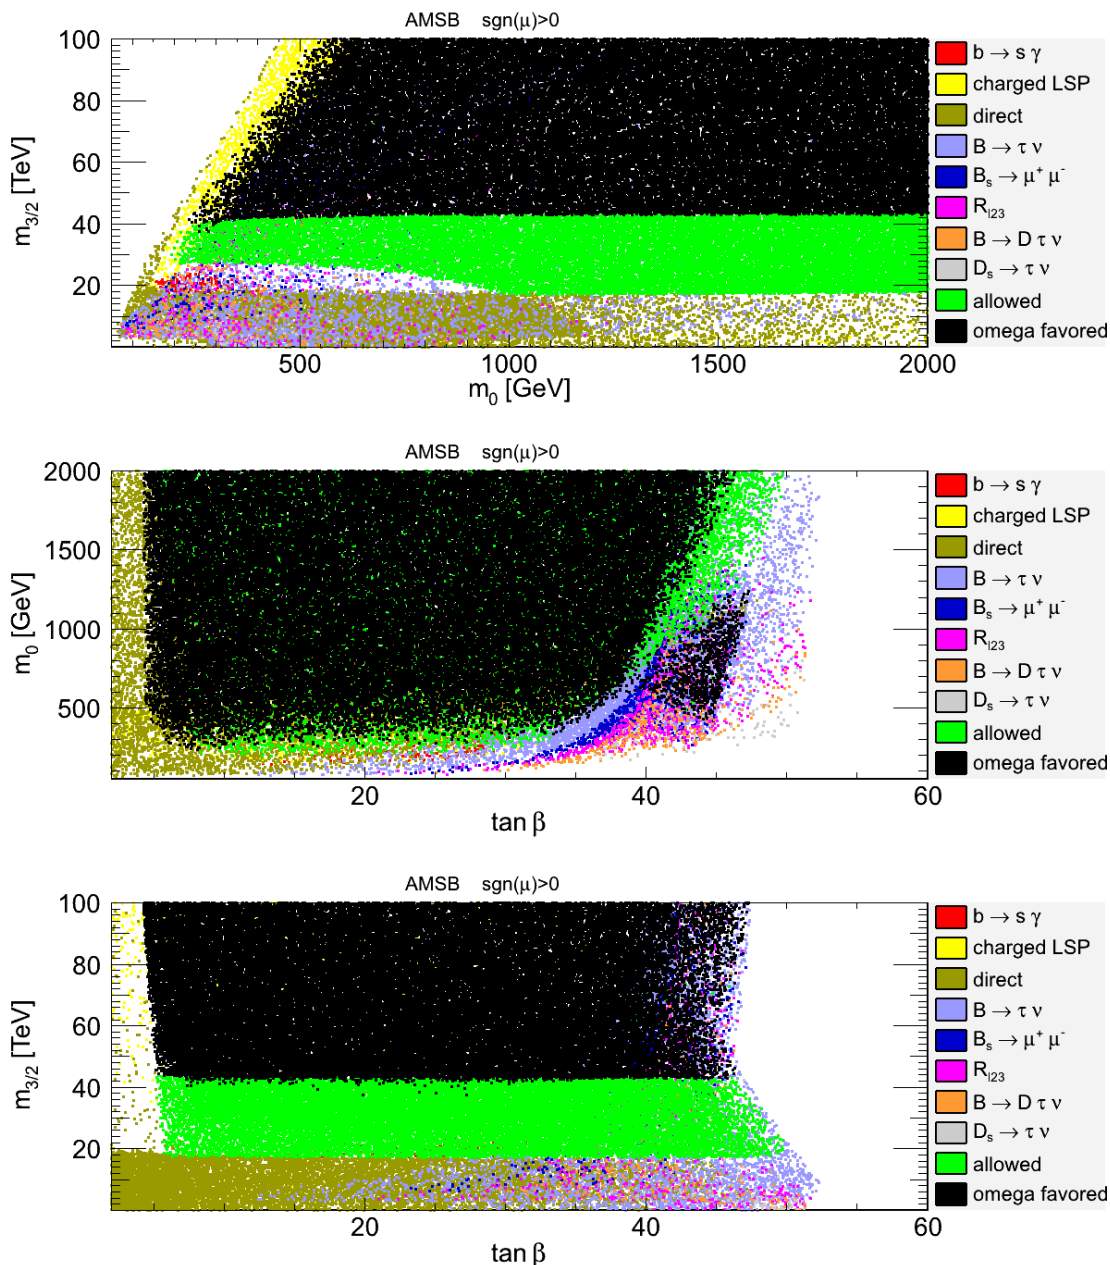 AMSB sgn(μ)>0
100
80
60
40
20
m3/2 [TeV]
500 1000 1500 2000
m0 [GeV]
b → s γ
charged LSP
direct
B → τ ν
Bs → μ+ μ-
Rl23
B → D τ ν
Ds → τ ν
allowed
omega favored
AMSB sgn(μ)>0
2000
1500
1000
500
m0 [GeV]
20 40 60
tan β
b → s γ
charged LSP
direct
B → τ ν
Bs → μ+ μ-
Rl23
B → D τ ν
Ds → τ ν
allowed
omega favored
AMSB sgn(μ)>0
100
80
60
40
20
m3/2 [TeV]
20 40 60
tan β
b → s γ
charged LSP
direct
B → τ ν
Bs → μ+ μ-
Rl23
B → D τ ν
Ds → τ ν
allowed
omega favored